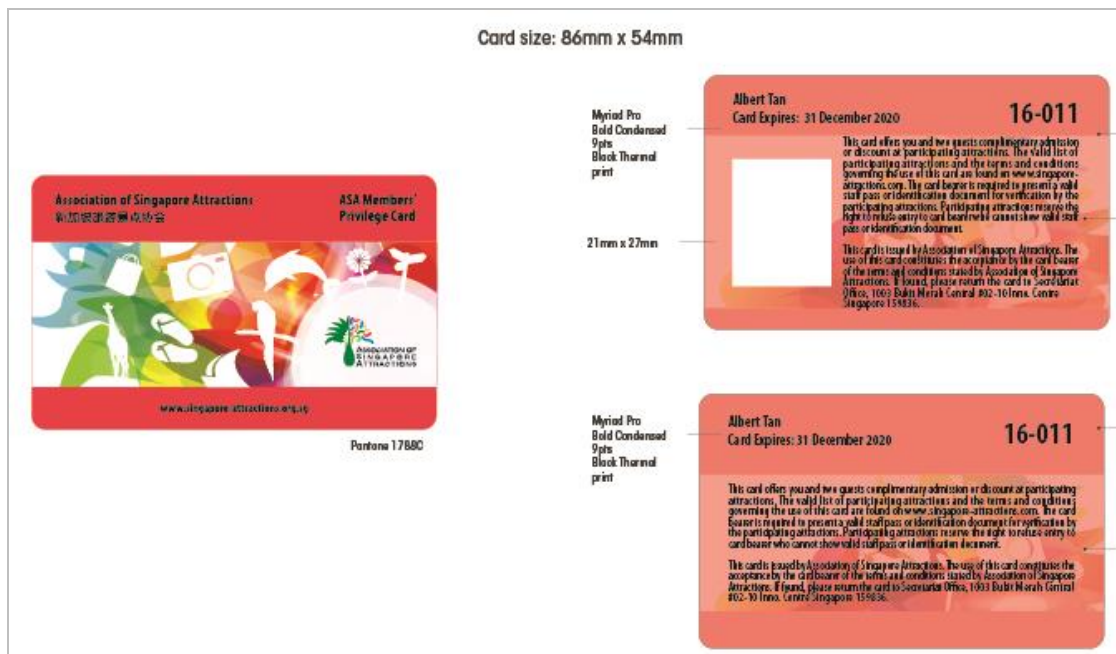 Card size: 86mm x 54mm
Association of Singapore Attractions
新加坡旅游景点协会
ASA Members'
Privilege Card
ASSOCIATION OF
SINGAPORE
ATTRACTIONS
www.singapore-attractions.org.sg
Pantone 1788C
Myriad Pro
Bold Condensed
9pts
Black Thermal
print
21mm x 27mm
Albert Tan
Card Expires: 31 December 2020
16-011
This card offers you and two guests complimentary admission
or discount at participating attractions. The valid list of
participating attractions and the terms and conditions
governing the use of this card are found on www.singapore-
attractions.com. The card bearer is required to present a valid
staff pass or identification document for verification by the
participating attractions. Participating attractions reserve the
right to refuse entry to card bearer who cannot show valid staff
pass or identification document.
This card is issued by Association of Singapore Attractions. The
use of this card constitutes the acceptance by the card bearer
of the terms and conditions stated by Association of Singapore
Attractions. If found, please return the card to Secretariat
Office, 1003 Bukit Merah Central #02-10 Inno. Centre
Singapore 159836.
Myriad Pro
Bold Condensed
9pts
Black Thermal
print
Albert Tan
Card Expires: 31 December 2020
16-011
This card offers you and two guests complimentary admission or discount at participating
attractions. The valid list of participating attractions and the terms and conditions
governing the use of this card are found on www.singapore-attractions.com. The card
bearer is required to present a valid staff pass or identification document for verification by
the participating attractions. Participating attractions reserve the right to refuse entry to
card bearer who cannot show valid staff pass or identification document.
This card is issued by Association of Singapore Attractions. The use of this card constitutes the
acceptance by the card bearer of the terms and conditions stated by Association of Singapore
Attractions. If found, please return the card to Secretariat Office, 1003 Bukit Merah Central
#02-10 Inno. Centre Singapore 159836.